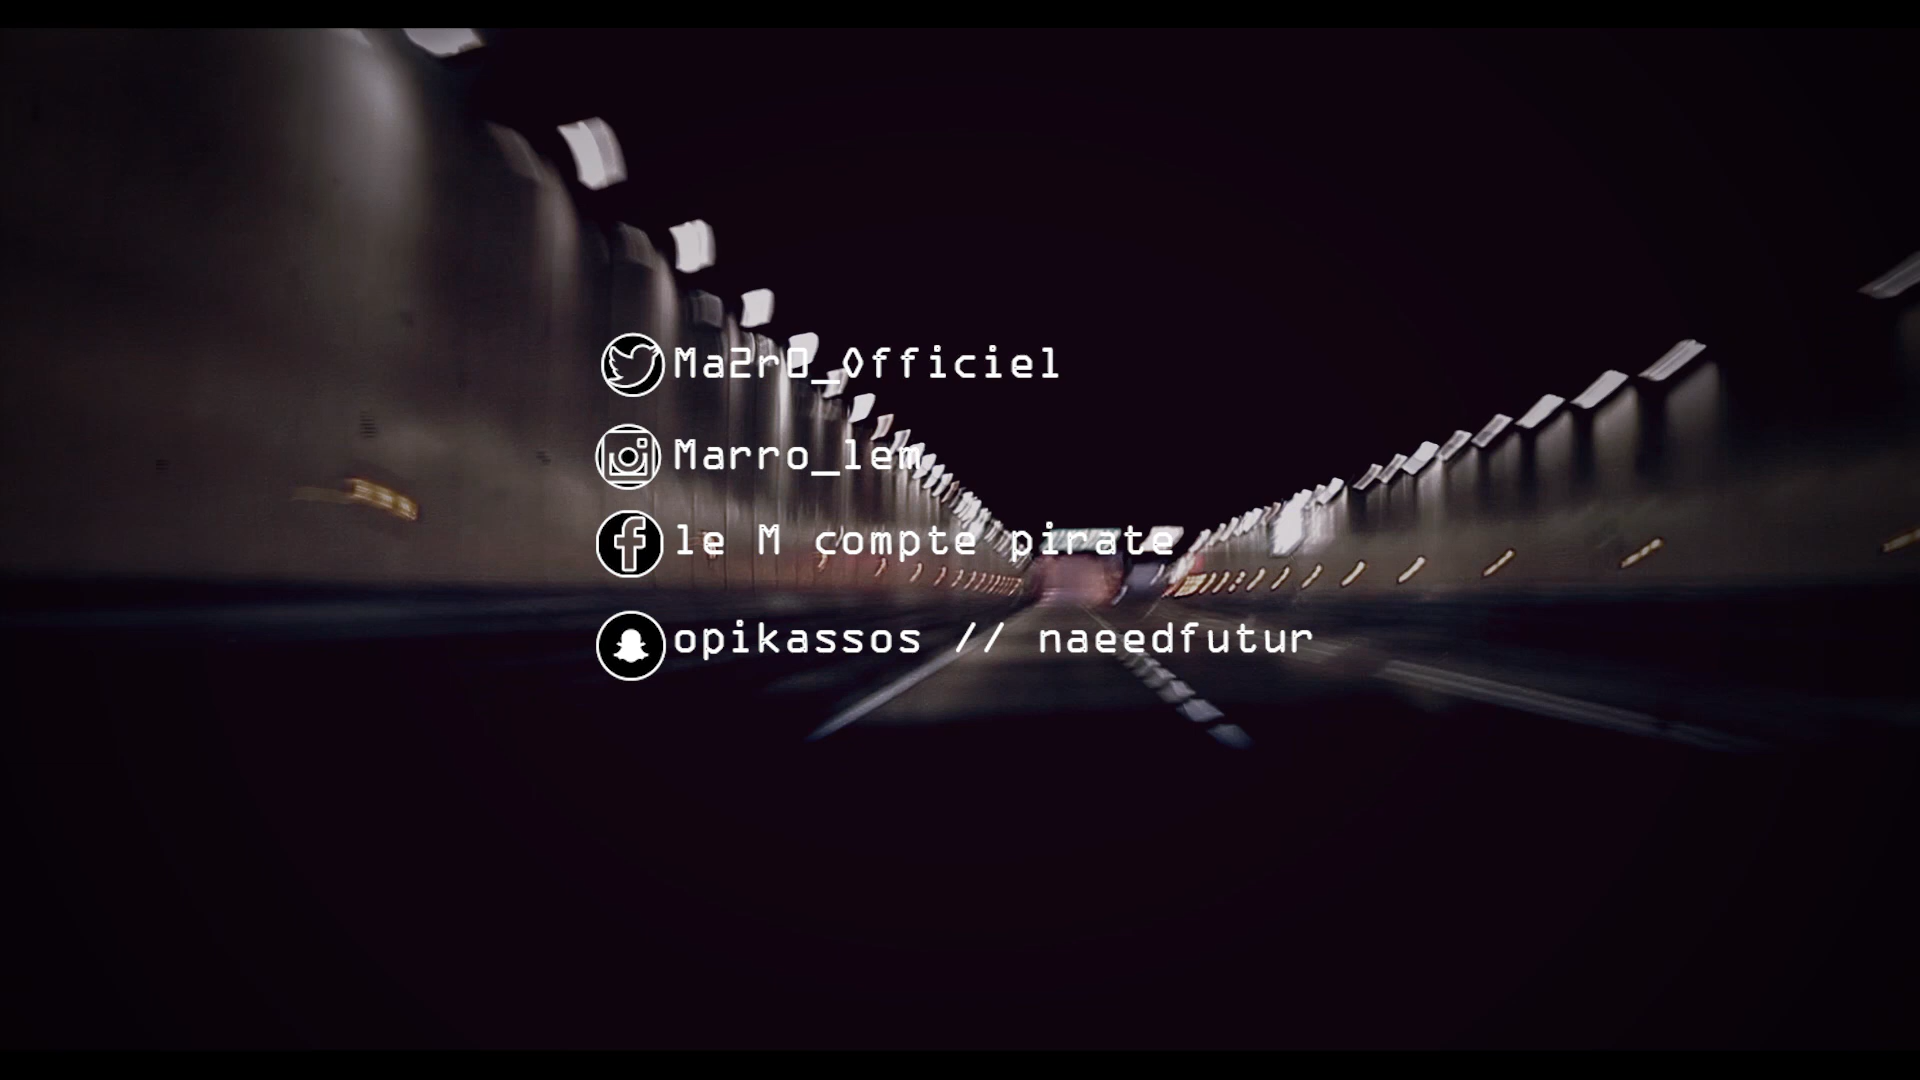 Ma2r0_Officiel
Marro_lem
le M compte pirate
opikassos // naeedfutur